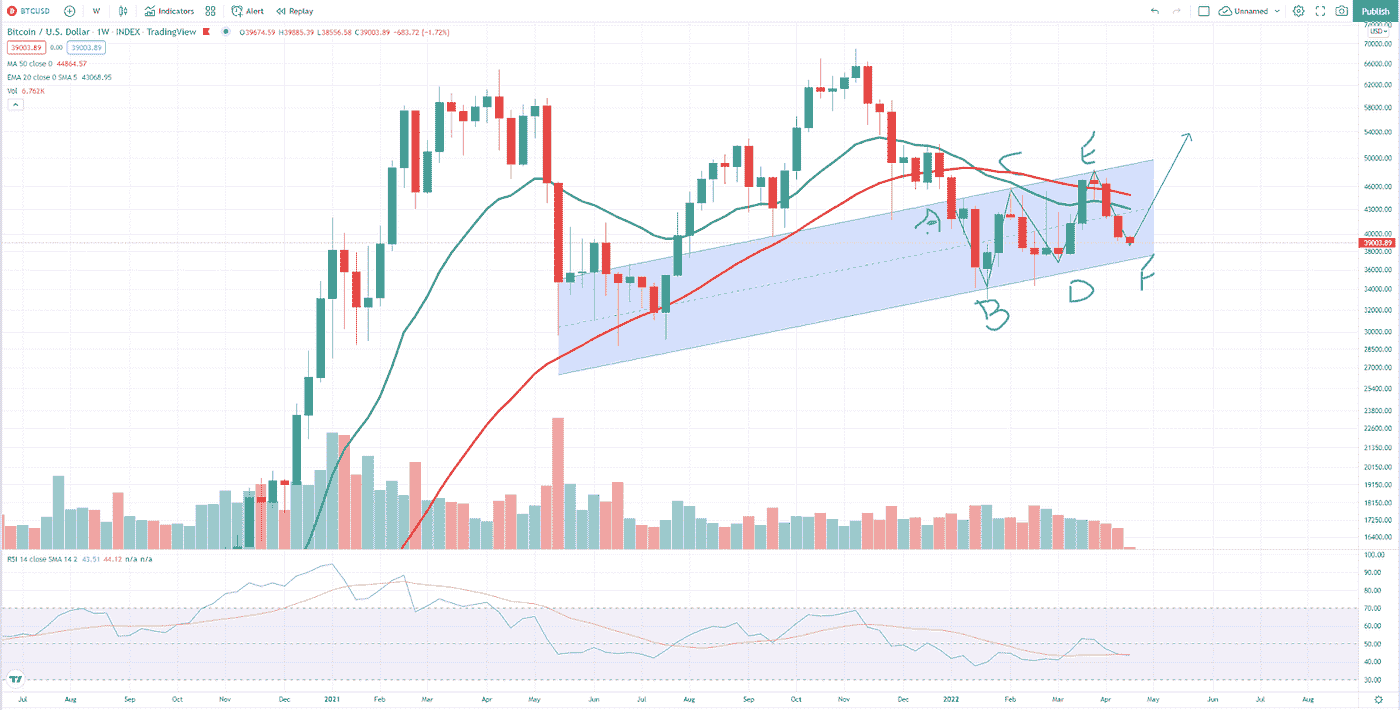 BTCUSD W Indicators Alert Replay Unnamed Publish
Bitcoin / U.S. Dollar · 1W · INDEX · TradingView O39674.59 H39885.39 L38556.58 C39003.89 -683.72 (-1.72%)
USD
39003.89 0.00 39003.89
MA 50 close 0 44864.57
EMA 20 close 0 SMA 5 43068.95
Vol 6.762K
70000.00
66000.00
62000.00
58000.00
54000.00
50000.00
46000.00
43000.00
40000.00
39003.89
38000.00
36000.00
34000.00
32000.00
30000.00
28500.00
27000.00
25400.00
23800.00
22600.00
21350.00
20150.00
19150.00
18150.00
17250.00
16400.00
A
B
C
D
E
F
RSI 14 close SMA 14 2 43.51 44.12 n/a n/a
100.00
90.00
80.00
70.00
60.00
50.00
40.00
30.00
Jul Aug Sep Oct Nov Dec 2021 Feb Mar Apr May Jun Jul Aug Sep Oct Nov Dec 2022 Feb Mar Apr May Jun Jul Aug